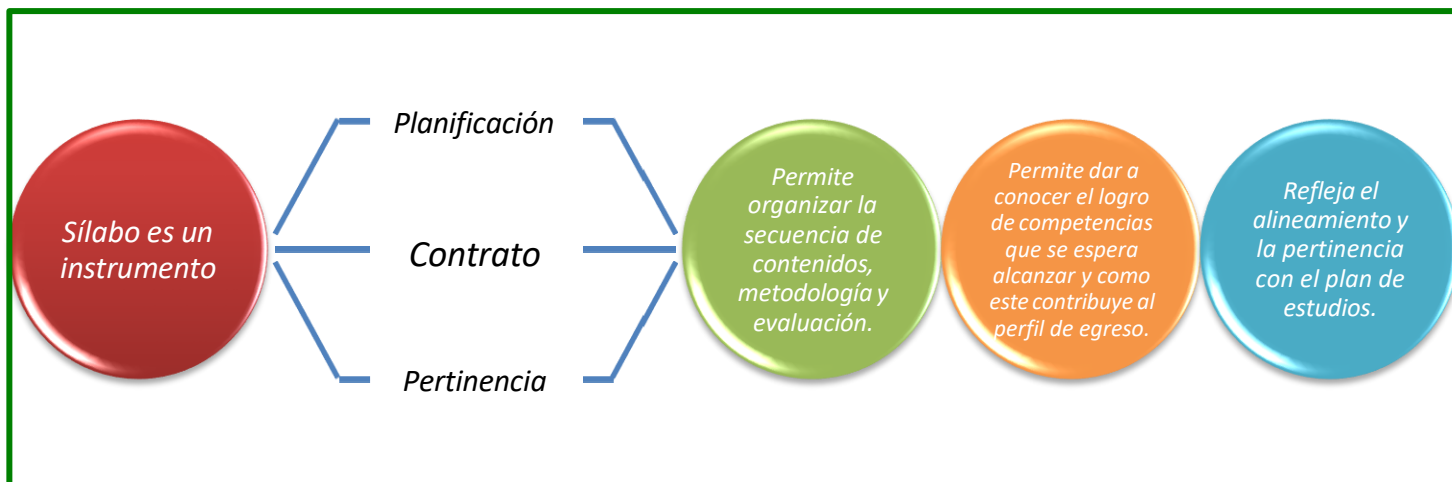 Sílabo es un
instrumento
Planificación
Contrato
Pertinencia
Permite
organizar la
secuencia de
contenidos,
metodología y
evaluación.
Permite dar a
conocer el logro
de competencias
que se espera
alcanzar y como
este contribuye al
perfil de egreso.
Refleja el
alineamiento y
la pertinencia
con el plan de
estudios.